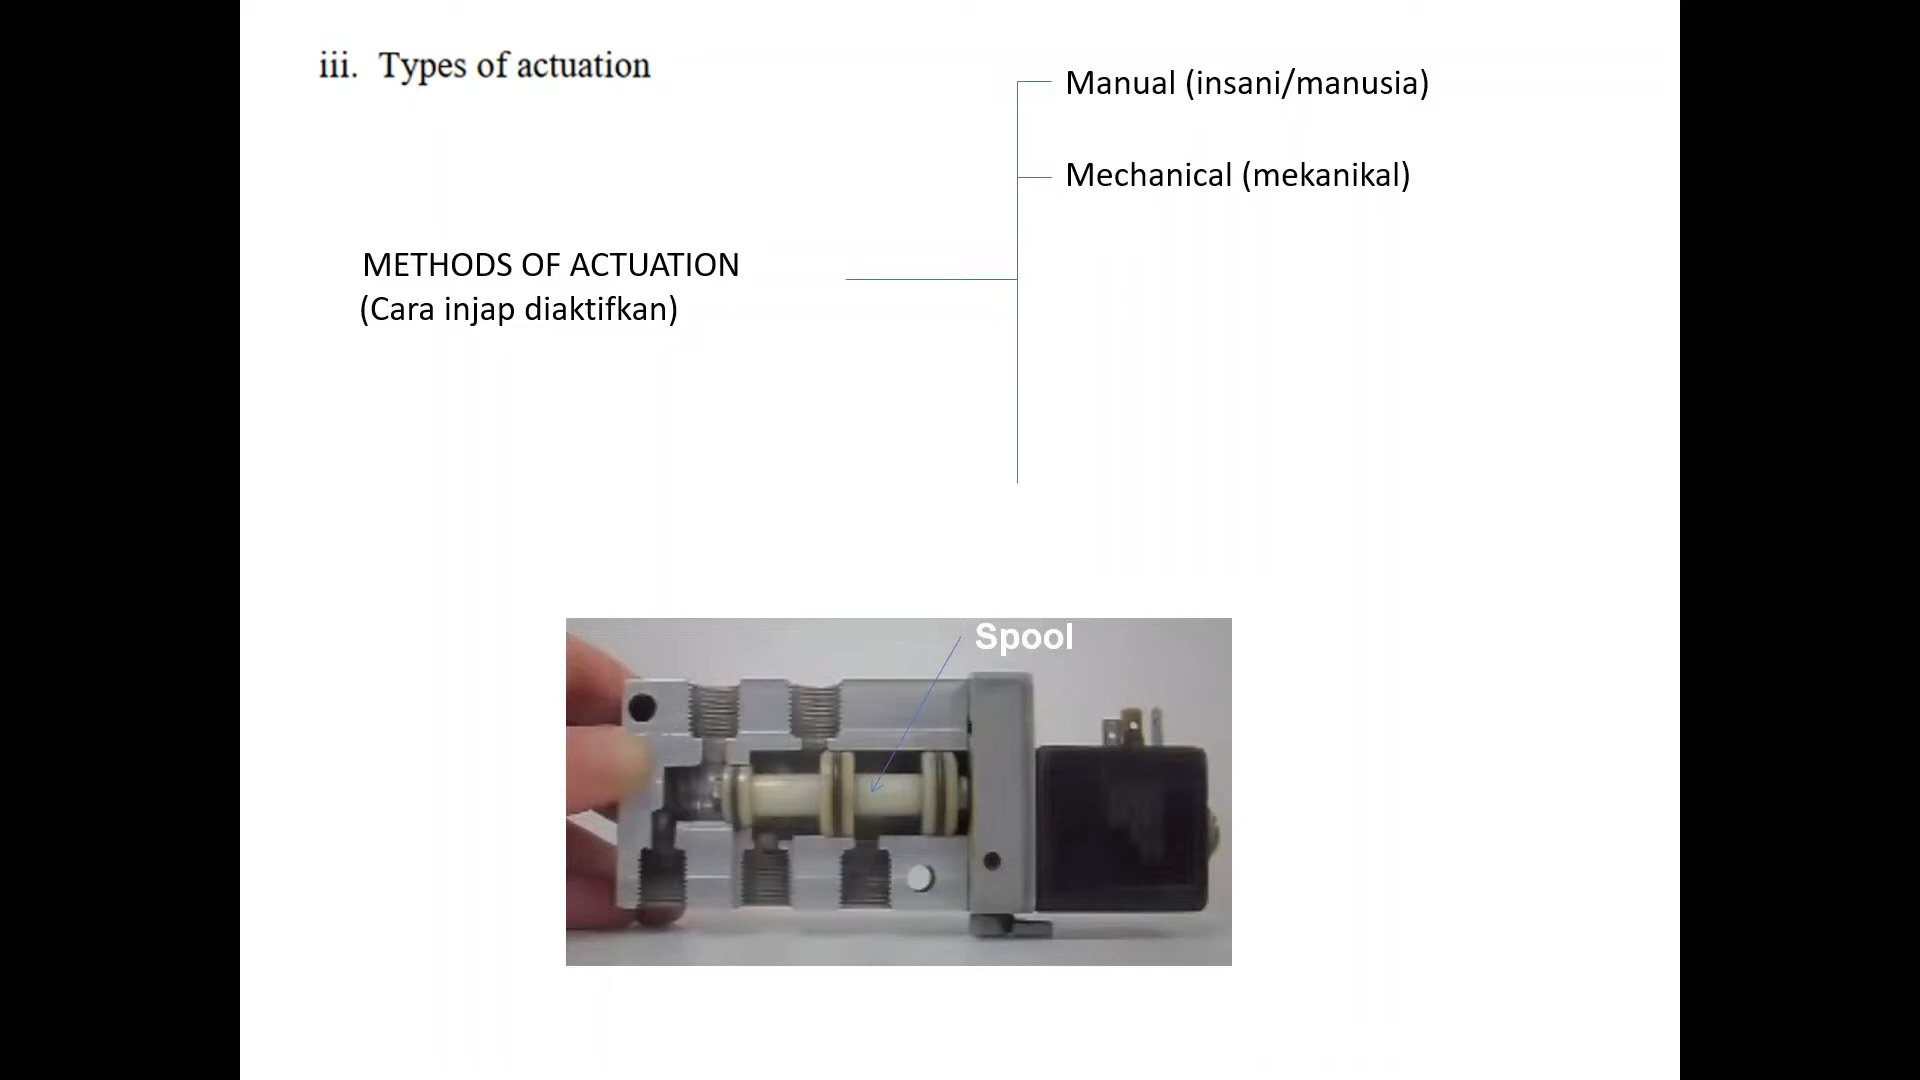 iii. Types of actuation
Manual (insani/manusia)
Mechanical (mekanikal)
METHODS OF ACTUATION
(Cara injap diaktifkan)
Spool